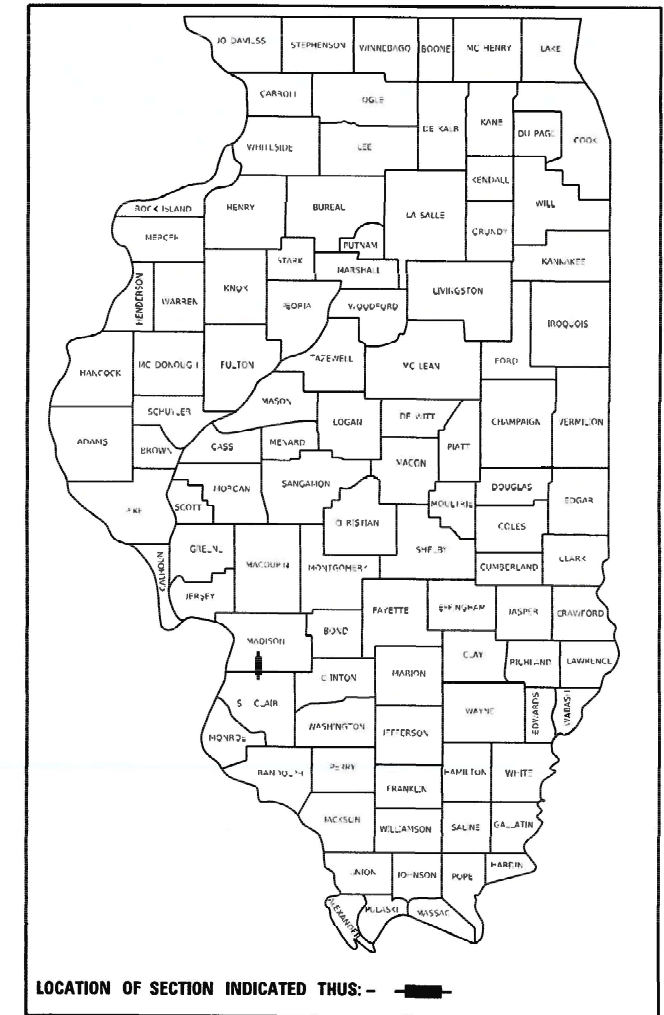 JO DAVIESS STEPHENSON WINNEBAGO BOONE MC HENRY LAKE
CARROLL OGLE DE KALB KANE DU PAGE COOK
WHITESIDE LEE KENDALL WILL
ROCK ISLAND HENRY BUREAU LA SALLE GRUNDY
MERCER PUTNAM KANNAKEE
STARK MARSHALL
HENDERSON WARREN KNOX PEORIA WOODFORD LIVINGSTON IROQUOIS
HANCOCK MC DONOUGH FULTON TAZEWELL MC LEAN FORD
MASON
SCHUYLER LOGAN DE WITT CHAMPAIGN VERMILION
ADAMS BROWN CASS MENARD MACON PIATT
PIKE SCOTT MORGAN SANGAMON MOULTRIE DOUGLAS EDGAR
CHRISTIAN COLES
CALHOUN GREENE MACOUPIN MONTGOMERY SHELBY CUMBERLAND CLARK
JERSEY FAYETTE EFFINGHAM JASPER CRAWFORD
MADISON BOND
CLINTON MARION CLAY RICHLAND LAWRENCE
S CLAIR WASHINGTON JEFFERSON WAYNE EDWARDS WABASH
MONROE
RANDOLPH PERRY HAMILTON WHITE
FRANKLIN
JACKSON WILLIAMSON SALINE GALLATIN
UNION JOHNSON POPE HARDIN
ALEXANDER PULASKI MASSAC
LOCATION OF SECTION INDICATED THUS: -